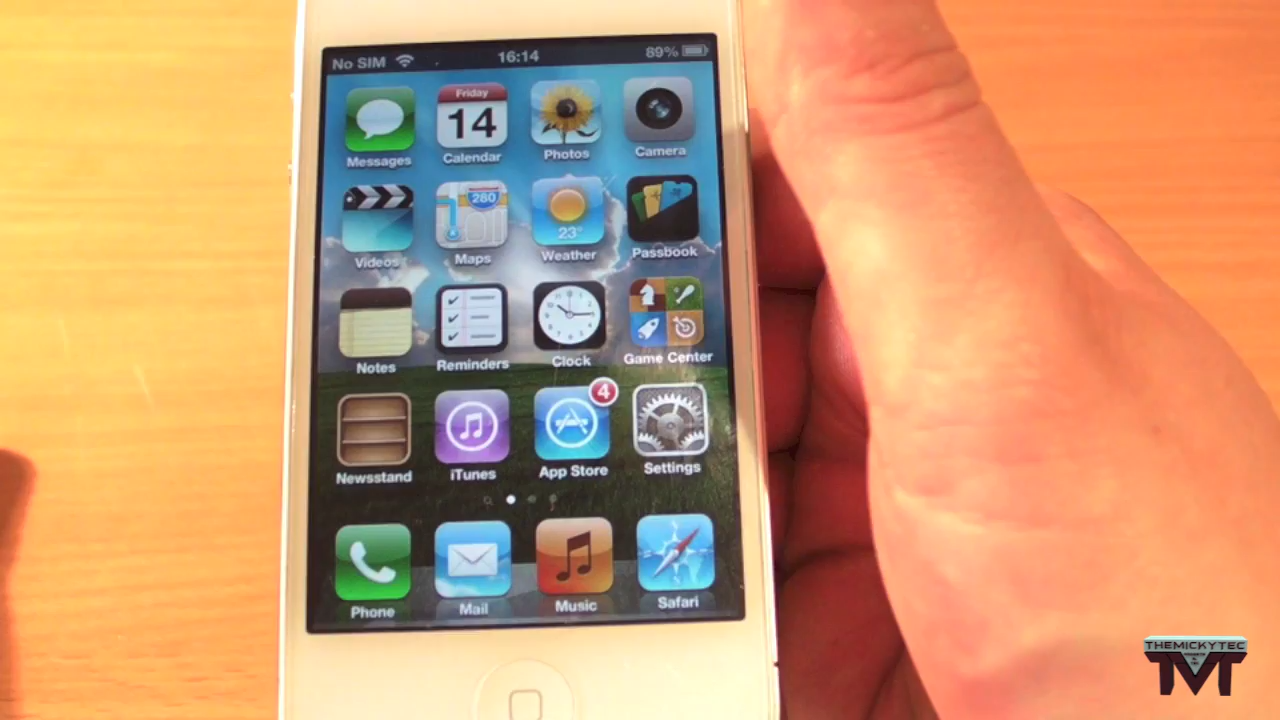 No SIM 16:14 89%
Friday
14
Messages Calendar Photos Camera
280
23°
Videos Maps Weather Passbook
Notes Reminders Clock Game Center
4
Newsstand iTunes App Store Settings
Phone Mail Music Safari
THEMICKYTEC
TMT